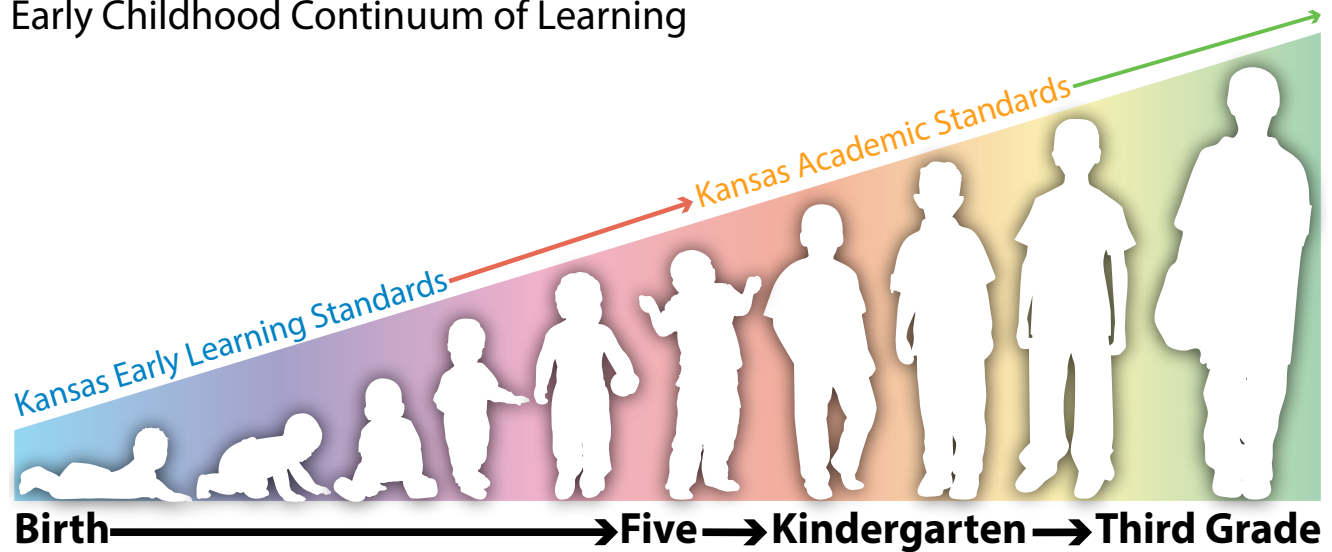 Early Childhood Continuum of Learning
Kansas Early Learning Standards
Kansas Academic Standards
Birth Five Kindergarten Third Grade